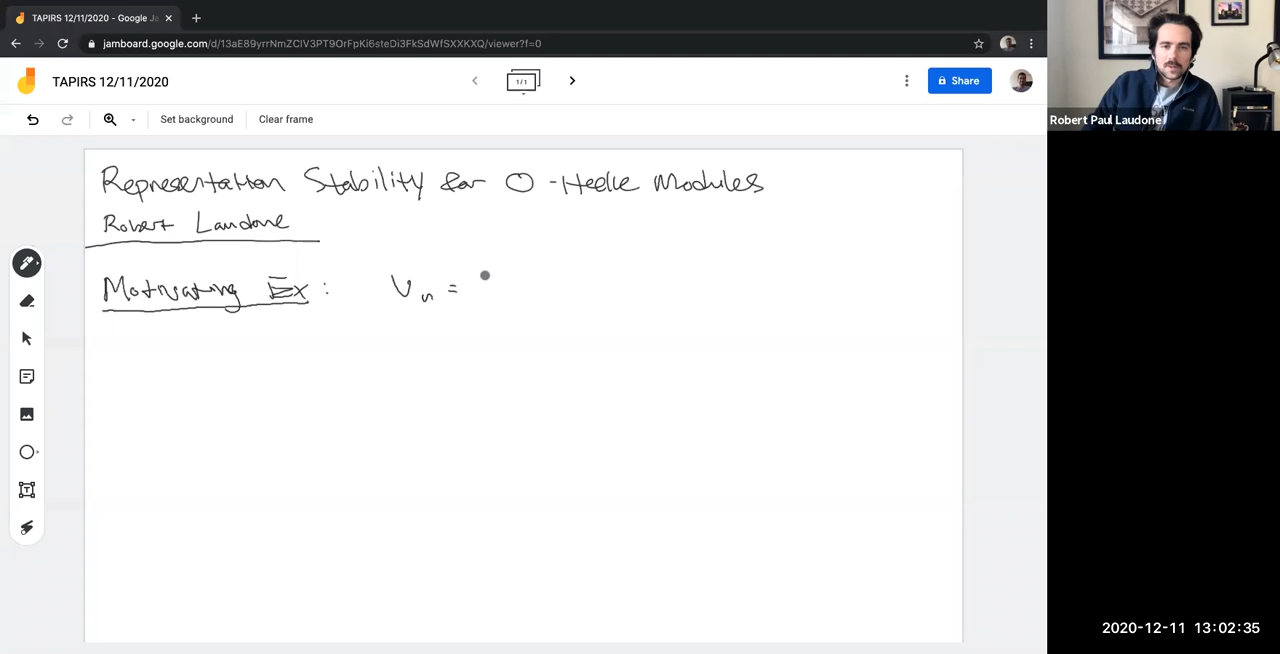 TAPIRS 12/11/2020 - Google Ja
jamboard.google.com/d/13aE89yrrNmZClV3PT9OrFpKi6steDi3FkSdWfSXXKXQ/viewer?f=0
TAPIRS 12/11/2020
1/1
Share
Set background
Clear frame
Representation Stability for 0-Hecke Modules
Robert Laudone
Motivating Ex: Vn =
Robert Paul Laudone
2020-12-11 13:02:35